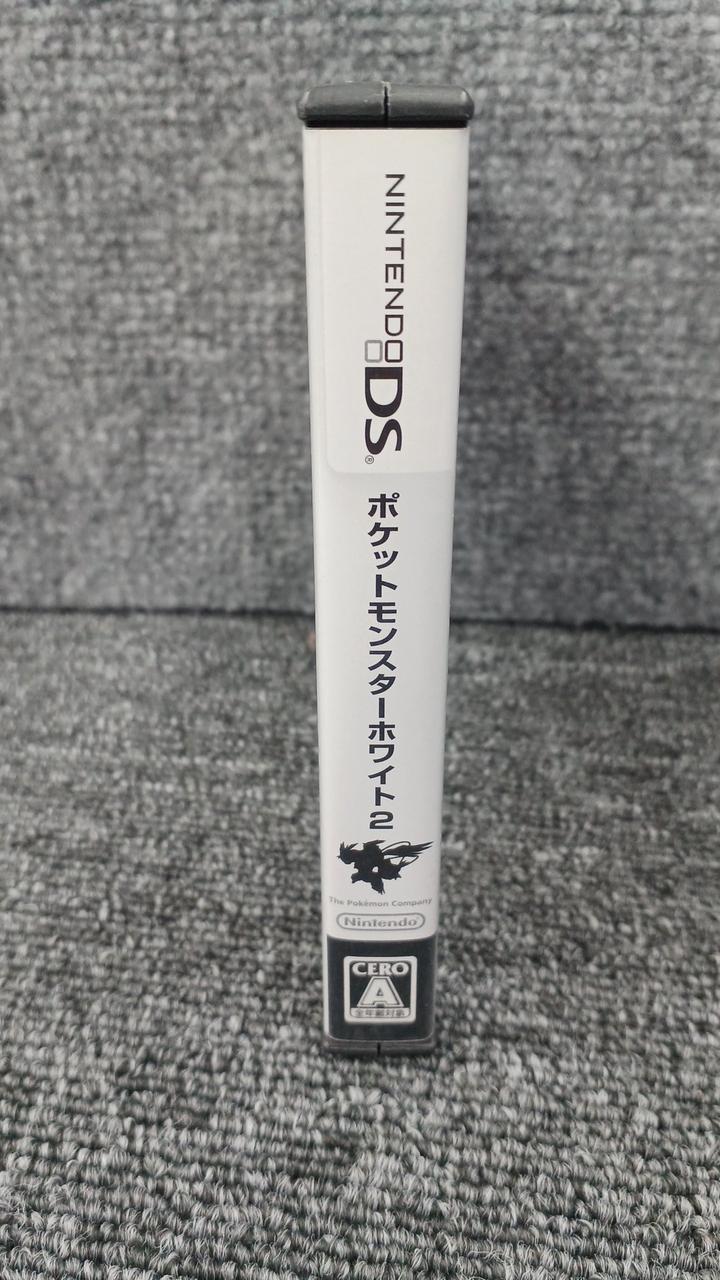 NINTENDO
DS®
ポケットモンスターホワイト2
The Pokémon Company
Nintendo®
CERO
A
全年齢対象